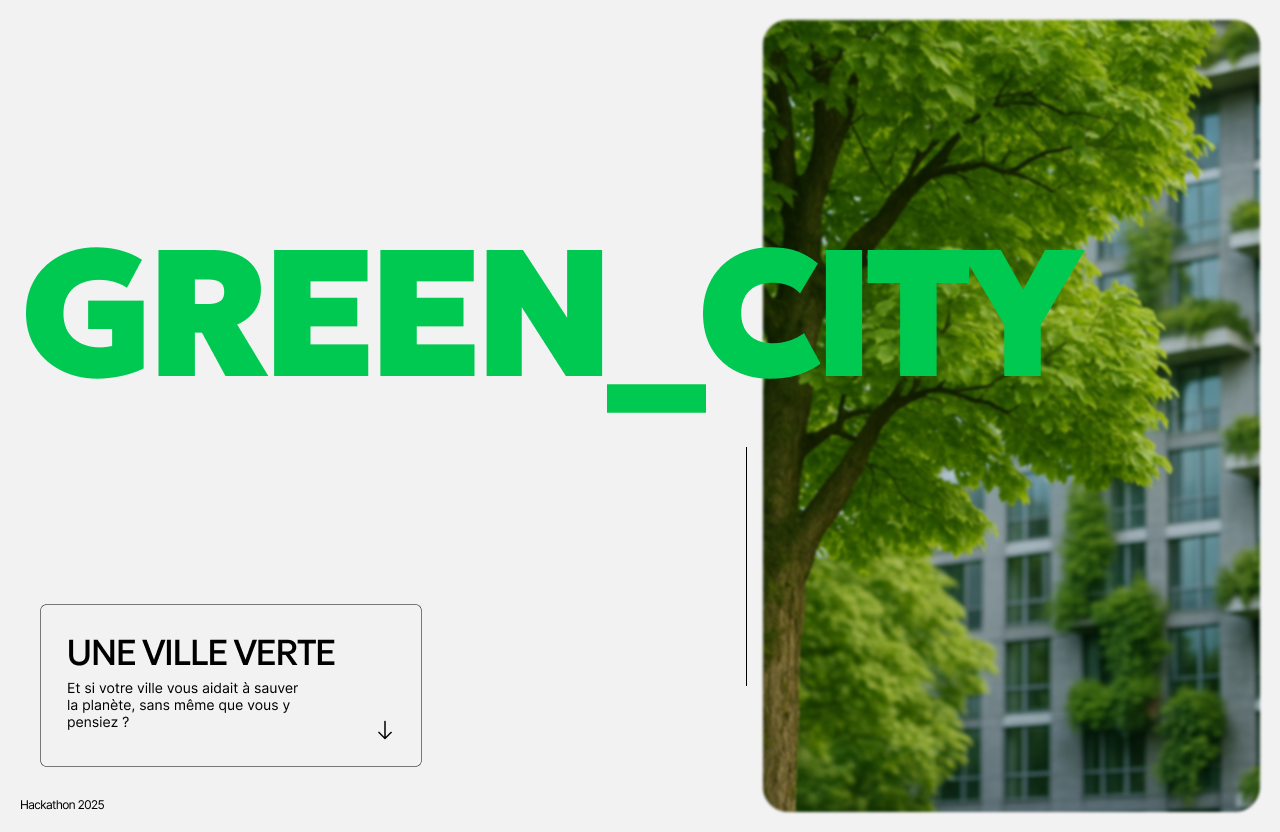 GREEN_CITY
UNE VILLE VERTE
Et si votre ville vous aidait à sauver
la planète, sans même que vous y
pensiez ?
Hackathon 2025